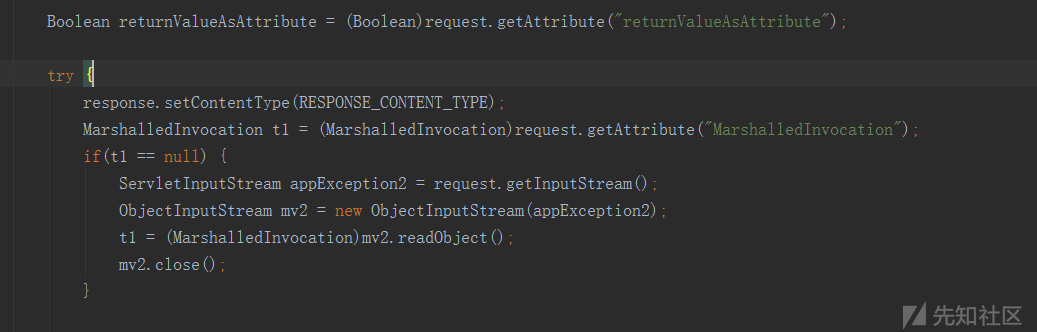 Boolean returnValueAsAttribute = (Boolean)request.getAttribute("returnValueAsAttribute");
try {
response.setContentType(RESPONSE_CONTENT_TYPE);
MarshalledInvocation t1 = (MarshalledInvocation)request.getAttribute("MarshalledInvocation");
if(t1 == null) {
ServletInputStream appException2 = request.getInputStream();
ObjectInputStream mv2 = new ObjectInputStream(appException2);
t1 = (MarshalledInvocation)mv2.readObject();
mv2.close();
}
先知社区